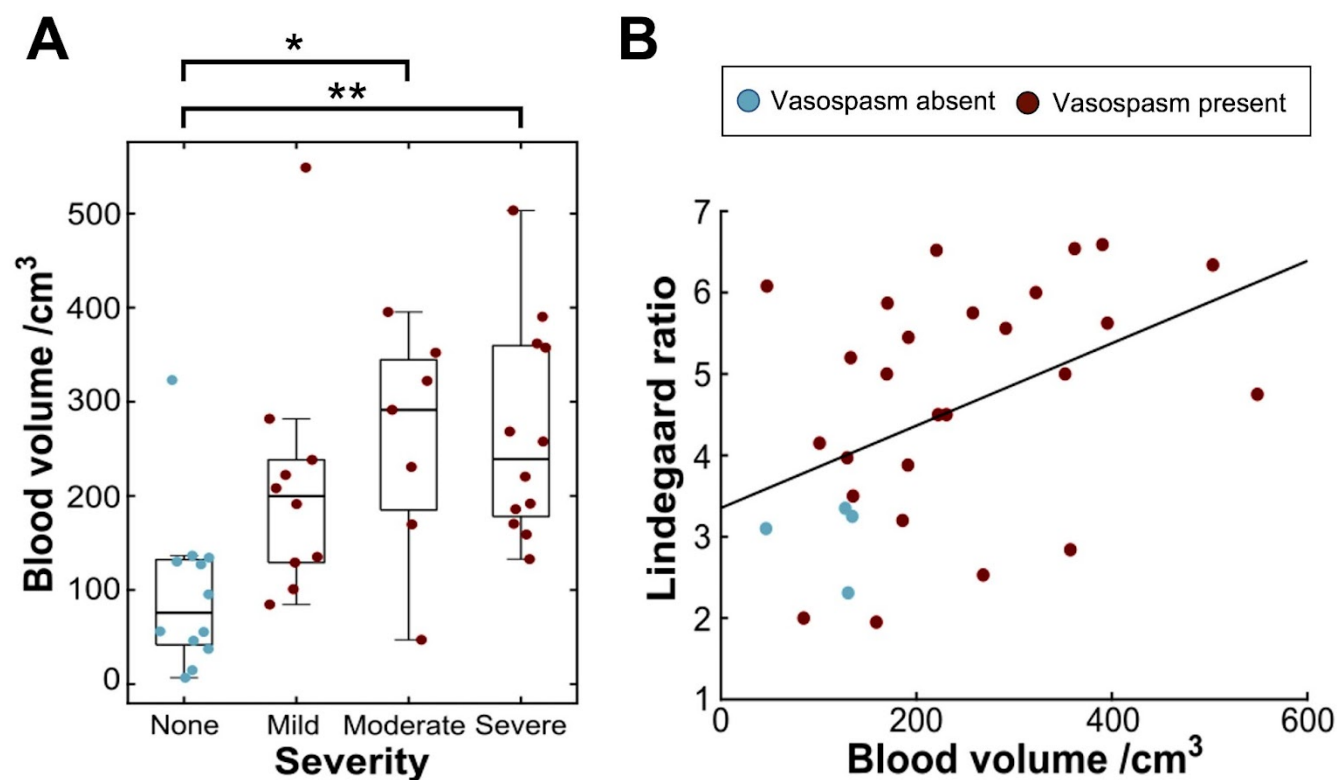 A
*
**
Blood volume /cm³
500
400
300
200
100
0
None Mild Moderate Severe
Severity
B
Vasospasm absent Vasospasm present
Lindegaard ratio
7
6
5
4
3
2
1
0 200 400 600
Blood volume /cm³